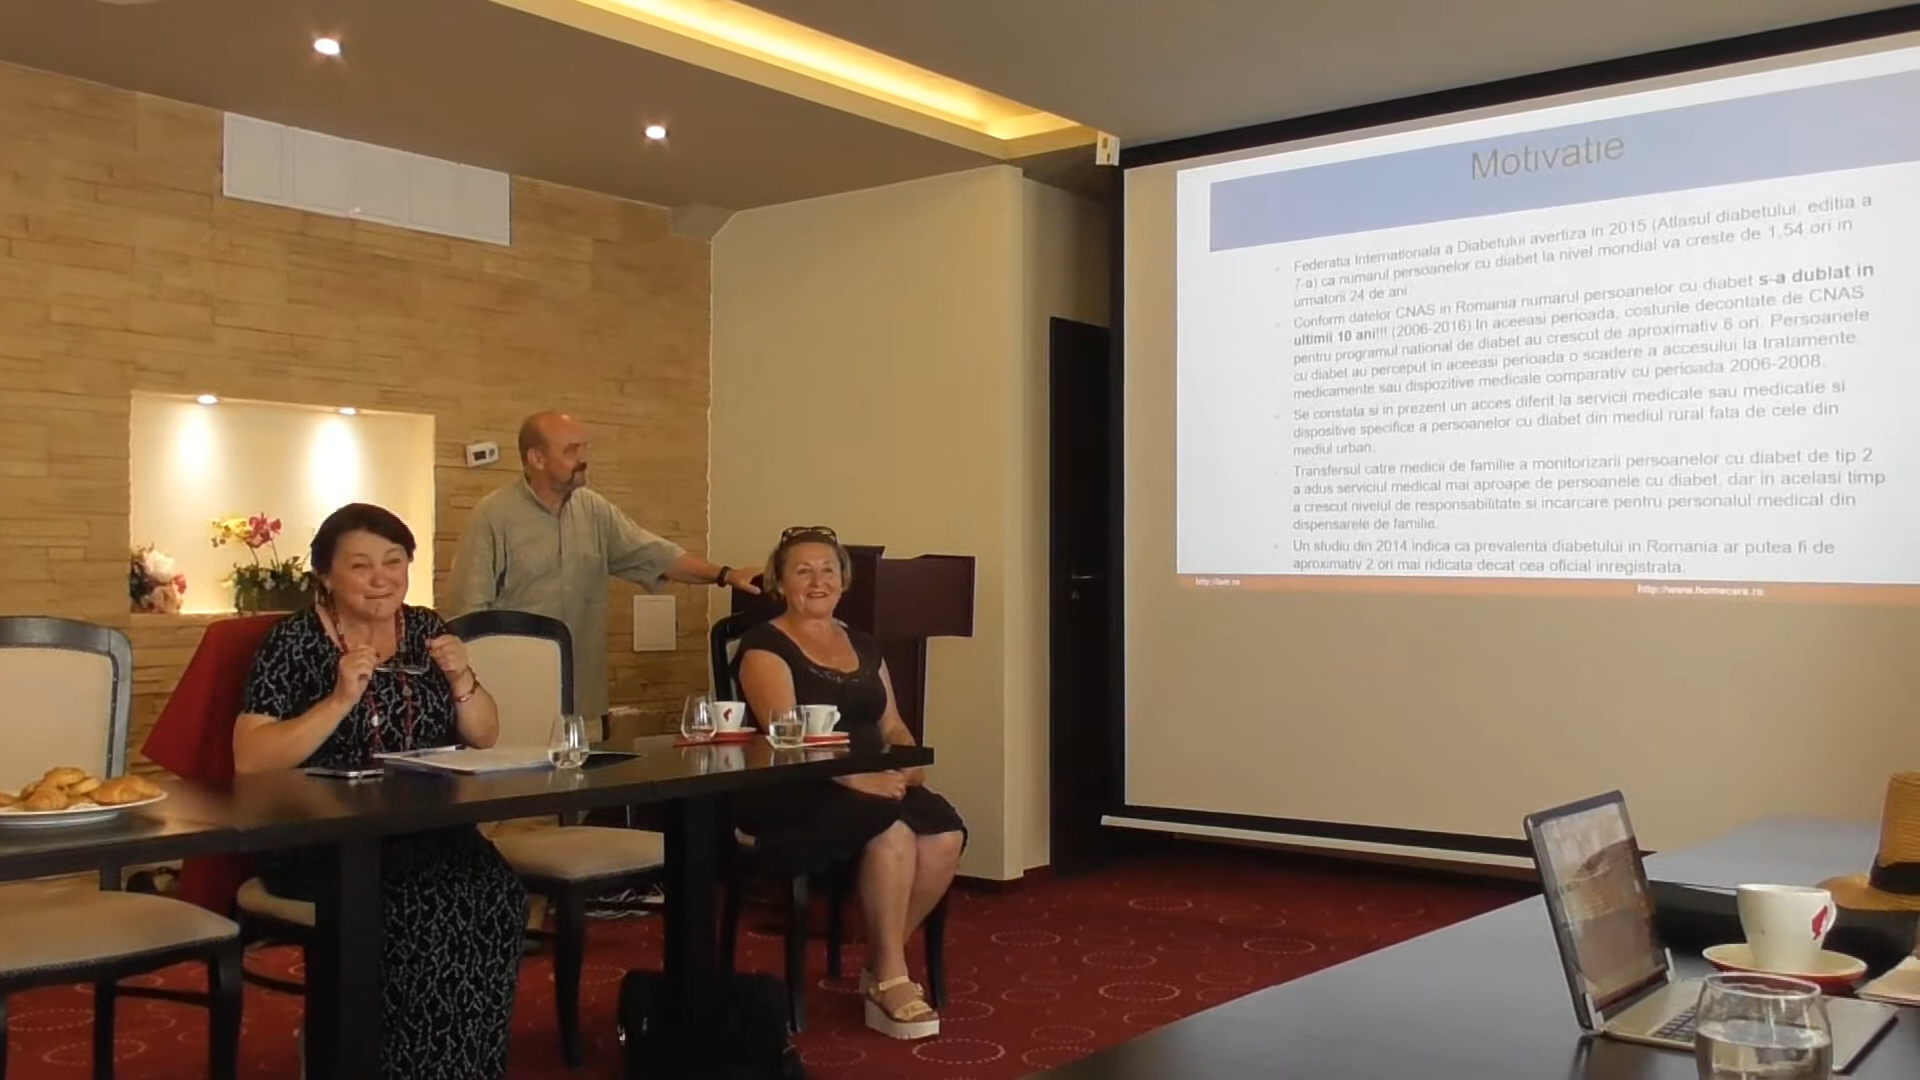 Motivatie
Federatia Internationala a Diabetului avertiza in 2015 (Atlasul diabetului, editia a
7-a) ca numarul persoanelor cu diabet la nivel mondial va creste de 1,54 ori in
urmatorii 24 de ani
Conform datelor CNAS in Romania numarul persoanelor cu diabet s-a dublat in
ultimii 10 ani!!! (2006-2016) In aceeasi perioada, costurile decontate de CNAS
pentru programul national de diabet au crescut de aproximativ 6 ori. Persoanele
cu diabet au perceput in aceeasi perioada o scadere a accesului la tratamente,
medicamente sau dispozitive medicale comparativ cu perioada 2006-2008.
Se constata si in prezent un acces diferit la servicii medicale sau medicatie si
dispozitive specifice a persoanelor cu diabet din mediul rural fata de cele din
mediul urban.
Transfersul catre medicii de familie a monitorizarii persoanelor cu diabet de tip 2
a adus serviciul medical mai aproape de persoanele cu diabet, dar in acelasi timp
a crescut nivelul de responsabilitate si incarcare pentru personalul medical din
dispensarele de familie.
Un studiu din 2014 indica ca prevalenta diabetului in Romania ar putea fi de
aproximativ 2 ori mai ridicata decat cea oficial inregistrata.
http://www.homecare.ro